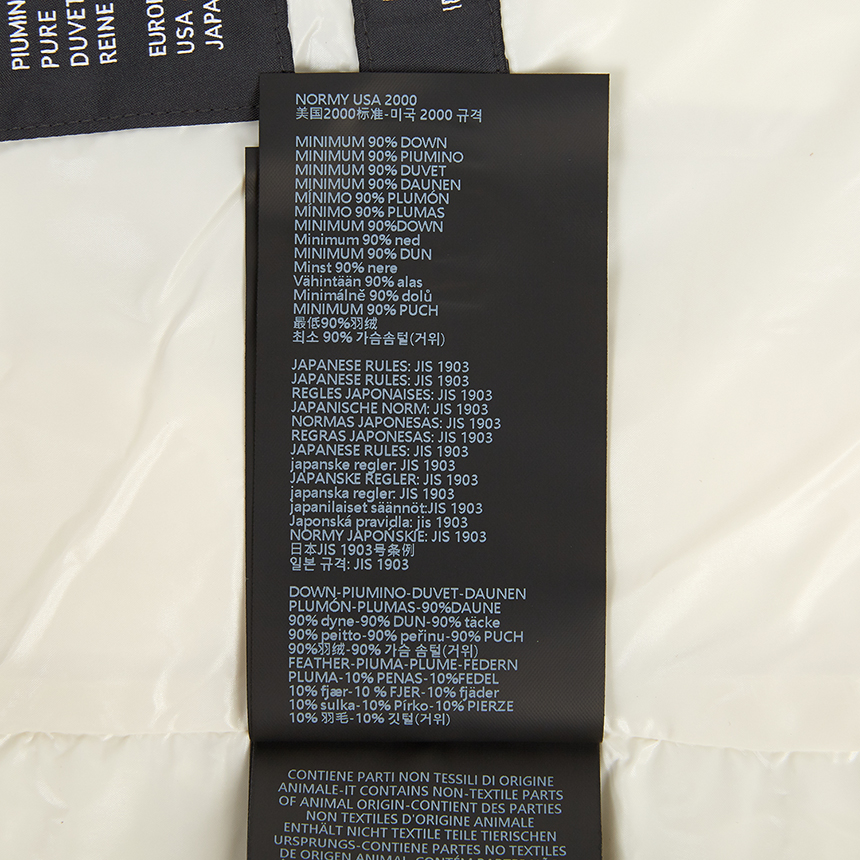 PIUMIN
PURE
DUVET
REINE
EURO
USA
JAPA
NORMY USA 2000
美国2000标准-미국 2000 규격
MINIMUM 90% DOWN
MINIMUM 90% PIUMINO
MINIMUM 90% DUVET
MINIMUM 90% DAUNEN
MÍNIMO 90% PLUMÓN
MÍNIMO 90% PLUMAS
MINIMUM 90%DOWN
Minimum 90% ned
MINIMUM 90% DUN
Minst 90% nere
Vähintään 90% alas
Minimálně 90% dolů
MINIMUM 90% PUCH
最低90%羽绒
최소 90% 가슴솜털(거위)
JAPANESE RULES: JIS 1903
JAPANESE RULES: JIS 1903
REGLES JAPONAISES: JIS 1903
JAPANISCHE NORM: JIS 1903
NORMAS JAPONESAS: JIS 1903
REGRAS JAPONESAS: JIS 1903
JAPANESE RULES: JIS 1903
japanske regler: JIS 1903
JAPANSKE REGLER: JIS 1903
japanska regler: JIS 1903
japanilaiset säännöt:JIS 1903
Japonská pravidla: jis 1903
NORMY JAPOŃSKIE: JIS 1903
日本JIS 1903号条例
일본 규격: JIS 1903
DOWN-PIUMINO-DUVET-DAUNEN
PLUMÓN-PLUMAS-90%DAUNE
90% dyne-90% DUN-90% täcke
90% peitto-90% peřinu-90% PUCH
90%羽绒-90% 가슴 솜털(거위)
FEATHER-PIUMA-PLUME-FEDERN
PLUMA-10% PENAS-10%FEDEL
10% fjær-10 % FJER-10% fjäder
10% sulka-10% Pírko-10% PIERZE
10% 羽毛-10% 깃털(거위)
CONTIENE PARTI NON TESSILI DI ORIGINE
ANIMALE-IT CONTAINS NON-TEXTILE PARTS
OF ANIMAL ORIGIN-CONTIENT DES PARTIES
NON TEXTILES D'ORIGINE ANIMALE
ENTHÄLT NICHT TEXTILE TEILE TIERISCHEN
URSPRUNGS-CONTIENE PARTES NO TEXTILES
DE ORIGEN ANIMAL-CONTÉM PARTES NÃO